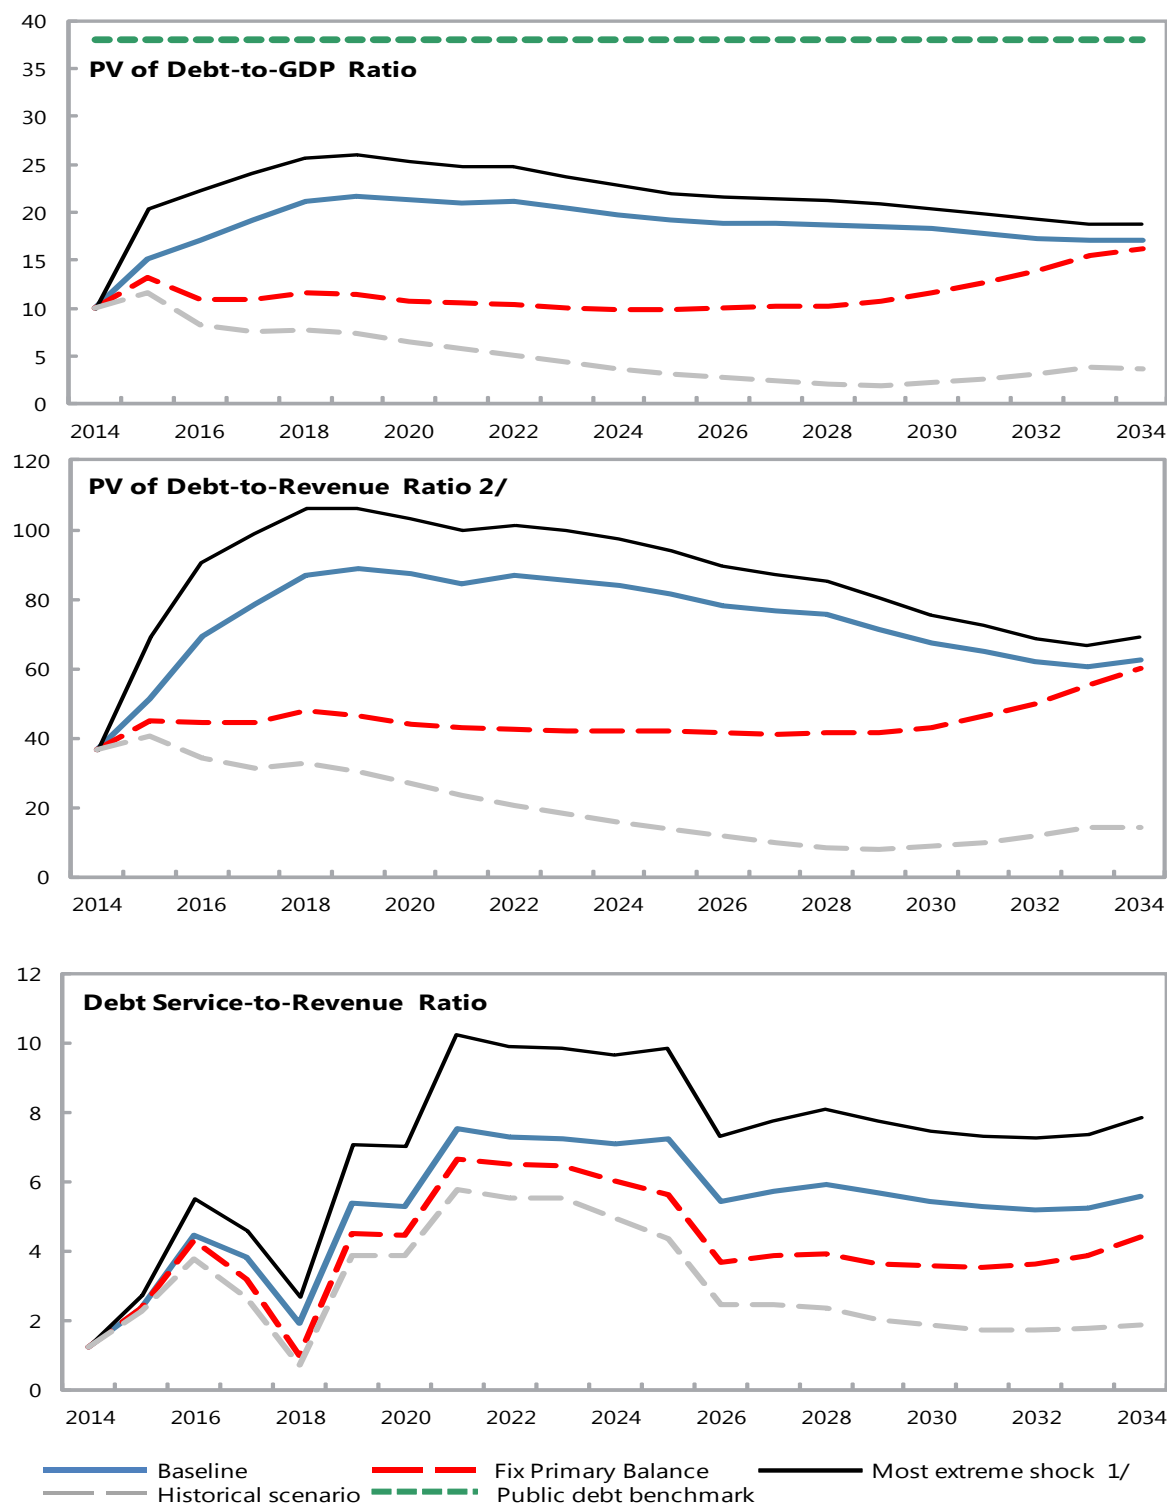 40
35
30
25
20
15
10
5
0
PV of Debt-to-GDP Ratio
2014 2016 2018 2020 2022 2024 2026 2028 2030 2032 2034
120
100
80
60
40
20
0
PV of Debt-to-Revenue Ratio 2/
2014 2016 2018 2020 2022 2024 2026 2028 2030 2032 2034
12
10
8
6
4
2
0
Debt Service-to-Revenue Ratio
2014 2016 2018 2020 2022 2024 2026 2028 2030 2032 2034
Baseline Fix Primary Balance Most extreme shock 1/
Historical scenario Public debt benchmark